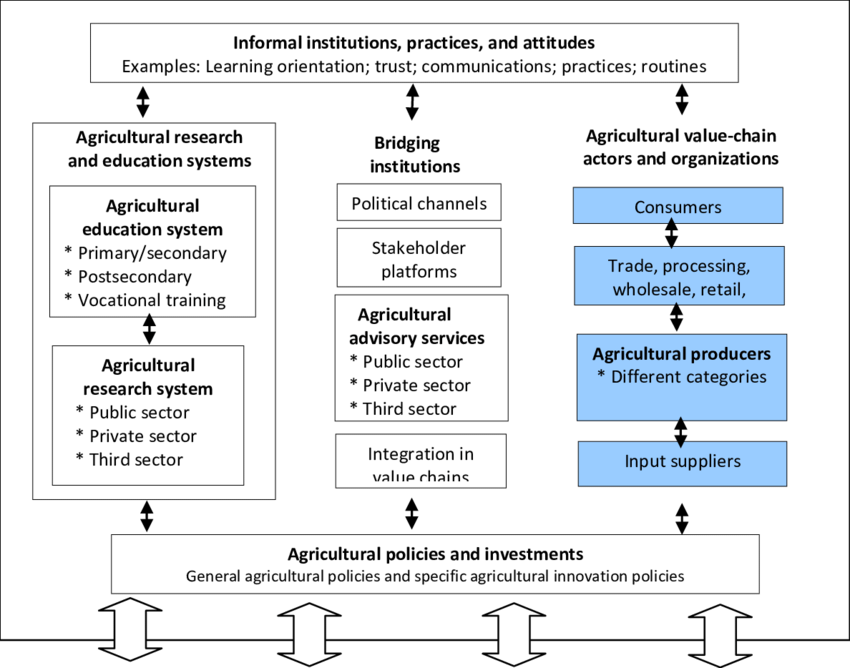 Informal institutions, practices, and attitudes
Examples: Learning orientation; trust; communications; practices; routines
Agricultural research
and education systems
Agricultural
education system
* Primary/secondary
* Postsecondary
* Vocational training
Agricultural
research system
* Public sector
* Private sector
* Third sector
Bridging
institutions
Political channels
Stakeholder
platforms
Agricultural
advisory services
* Public sector
* Private sector
* Third sector
Integration in
value chains
Agricultural value-chain
actors and organizations
Consumers
Trade, processing,
wholesale, retail,
Agricultural producers
* Different categories
Input suppliers
Agricultural policies and investments
General agricultural policies and specific agricultural innovation policies